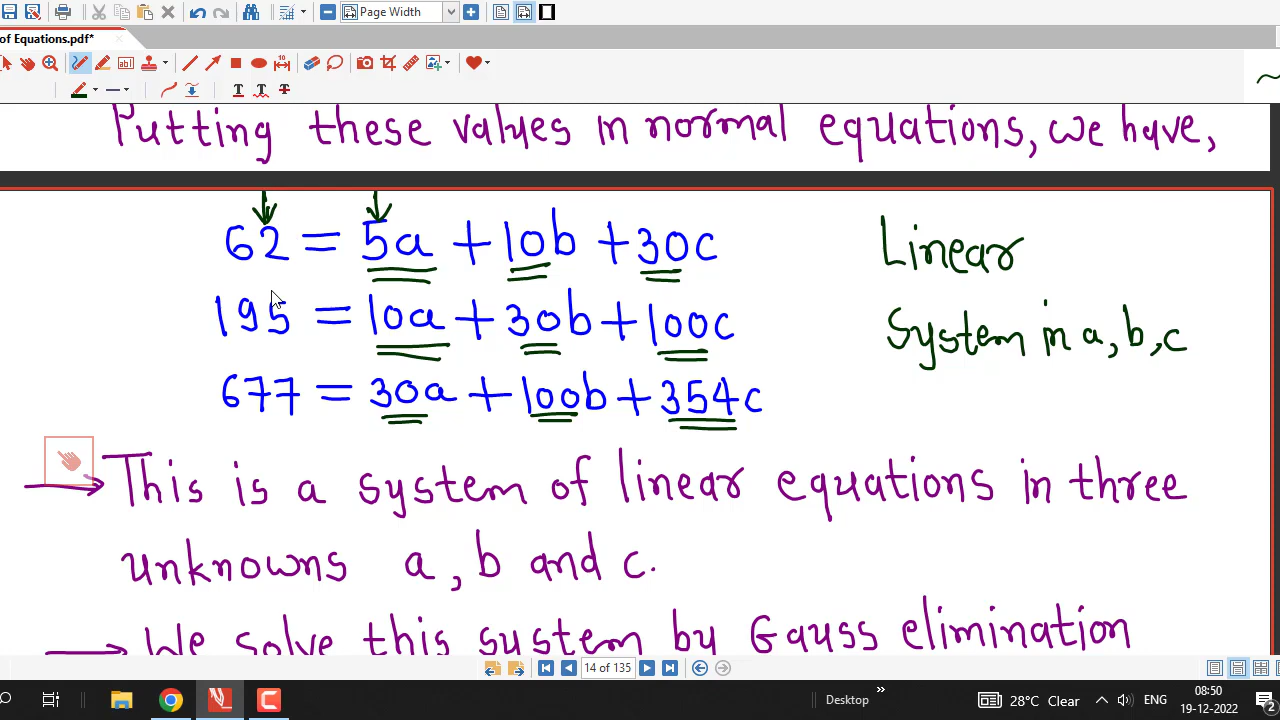 Page Width
of Equations.pdf*
Putting these values in normal equations, we have,
62 = 5a + 10b + 30c
195 = 10a + 30b + 100c
677 = 30a + 100b + 354c
Linear
System in a, b, c
This is a system of linear equations in three
unknowns a, b and c.
We solve this system by Gauss elimination
14 of 135
Desktop
28°C Clear
ENG
08:50
19-12-2022
2